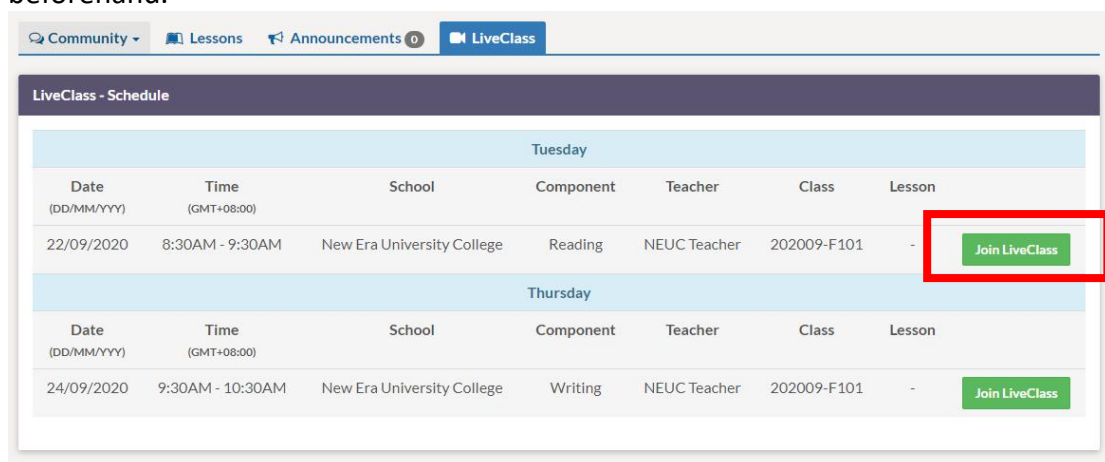 beforehand.
Community Lessons Announcements 0 LiveClass
LiveClass - Schedule
Tuesday
Date Time School Component Teacher Class Lesson
(DD/MM/YYY) (GMT+08:00)
22/09/2020 8:30AM - 9:30AM New Era University College Reading NEUC Teacher 202009-F101 - Join LiveClass
Thursday
Date Time School Component Teacher Class Lesson
(DD/MM/YYY) (GMT+08:00)
24/09/2020 9:30AM - 10:30AM New Era University College Writing NEUC Teacher 202009-F101 - Join LiveClass